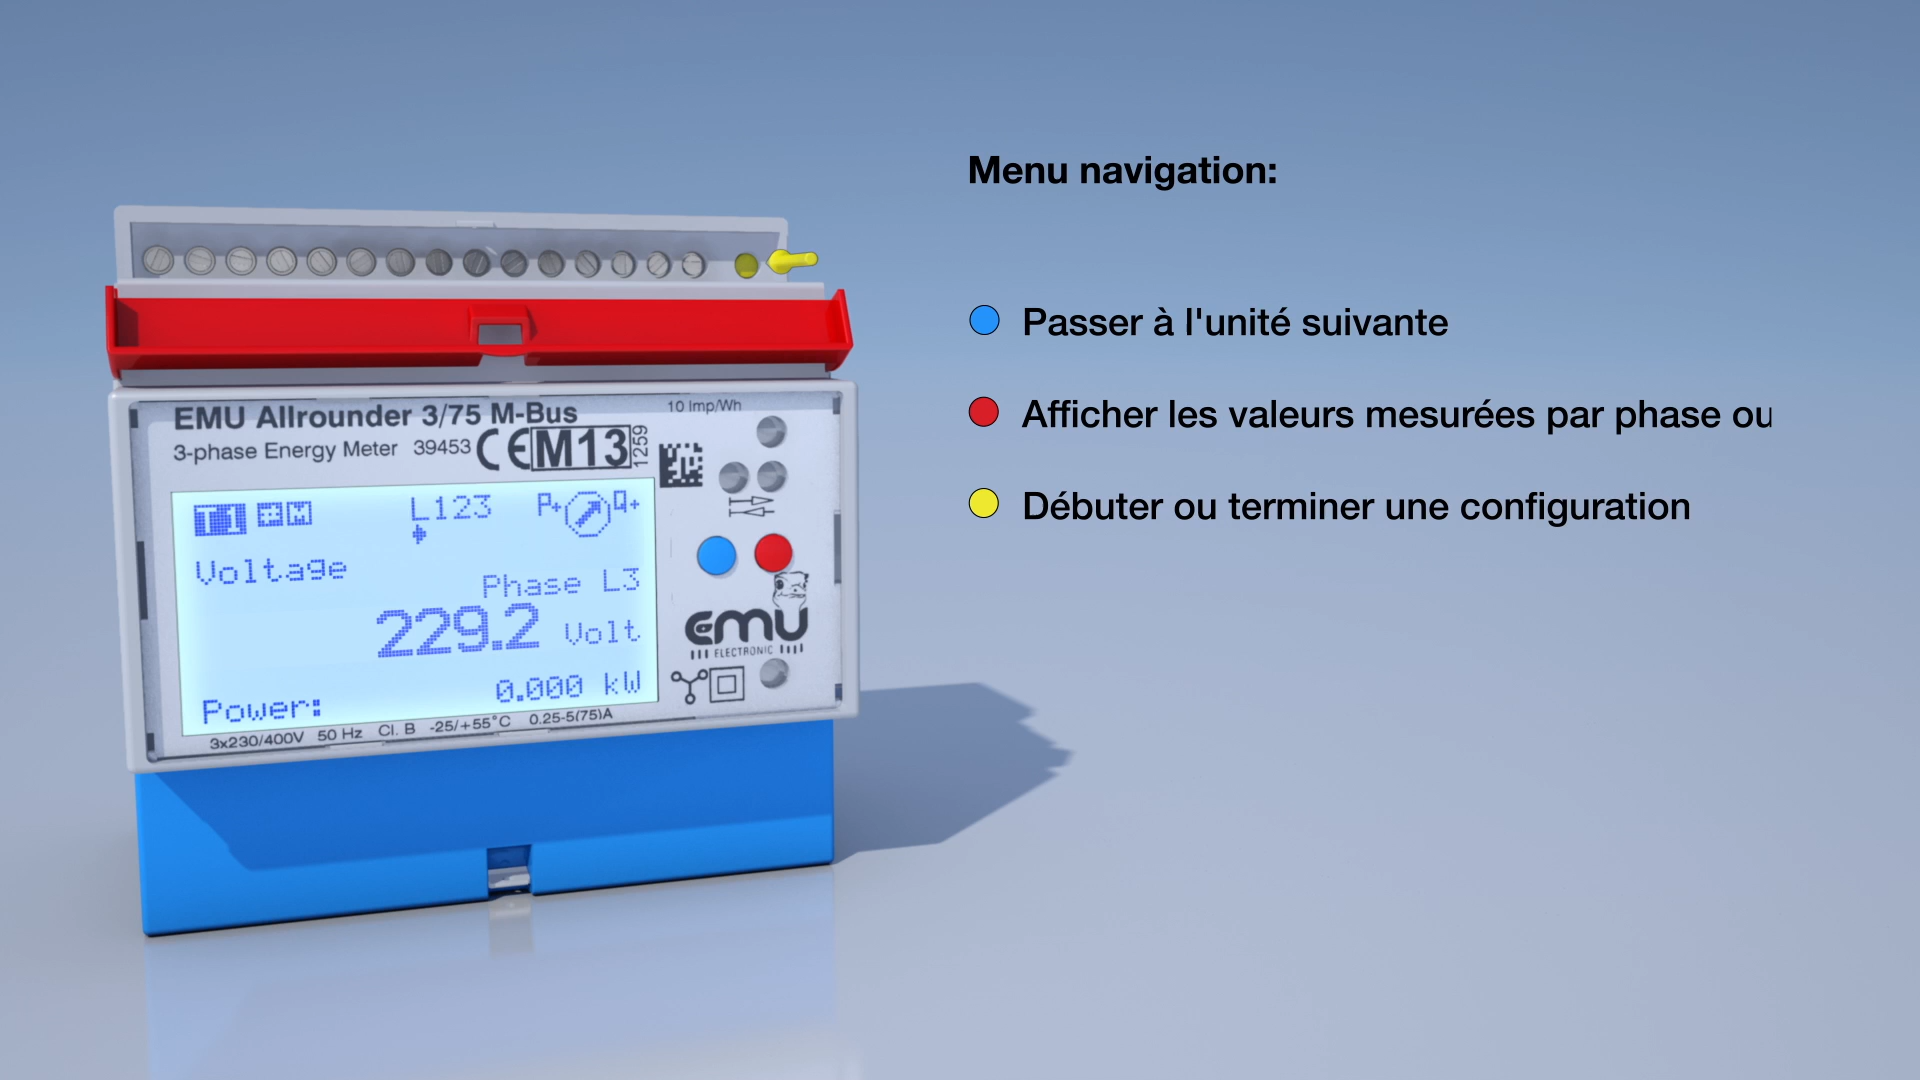 Menu navigation:
Passer à l'unité suivante
Afficher les valeurs mesurées par phase ou
Débuter ou terminer une configuration
EMU Allrounder 3/75 M-Bus
10 Imp/Wh
3-phase Energy Meter 39453 CE M13 1259
T1 M L123 P+ Q+
Voltage
Phase L3
229.2 Volt
Power: 0.000 kW
emu
ELECTRONIC
3x230/400V 50 Hz Cl. B -25/+55°C 0.25-5(75)A